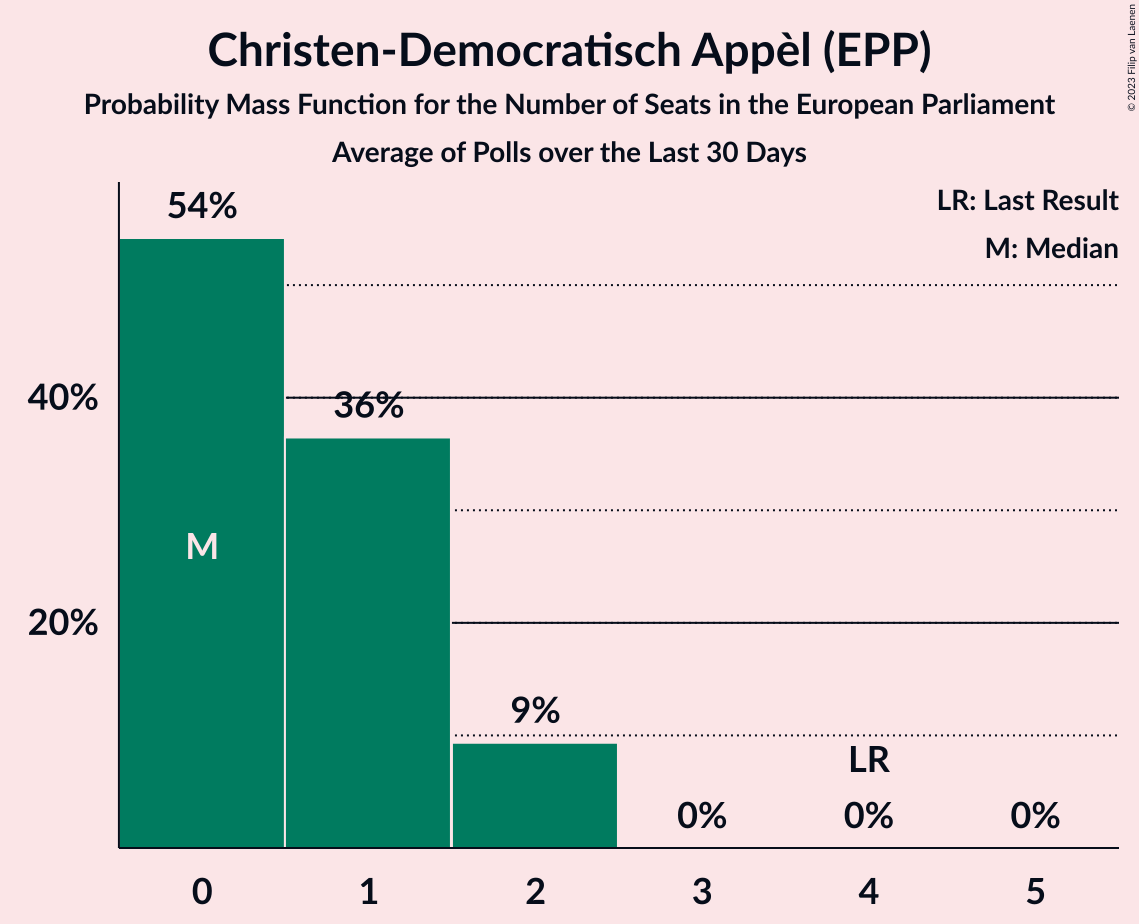 Christen-Democratisch Appèl (EPP)
Probability Mass Function for the Number of Seats in the European Parliament
Average of Polls over the Last 30 Days
© 2023 Filip van Laenen
LR: Last Result
M: Median
54%
40%
36%
M
20%
9%
LR
0%
0%
0%
0
1
2
3
4
5